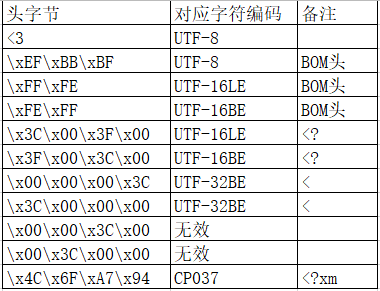 头字节 对应字符编码 备注
<3 UTF-8
\xEF\xBB\xBF UTF-8 BOM头
\xFF\xFE UTF-16LE BOM头
\xFE\xFF UTF-16BE BOM头
\x3C\x00\x3F\x00 UTF-16LE <?
\x3F\x00\x3C\x00 UTF-16BE <?
\x00\x00\x00\x3C UTF-32BE <
\x3C\x00\x00\x00 UTF-32BE <
\x00\x00\x3C\x00 无效
\x00\x3C\x00\x00 无效
\x4C\x6F\xA7\x94 CP037 <?xm